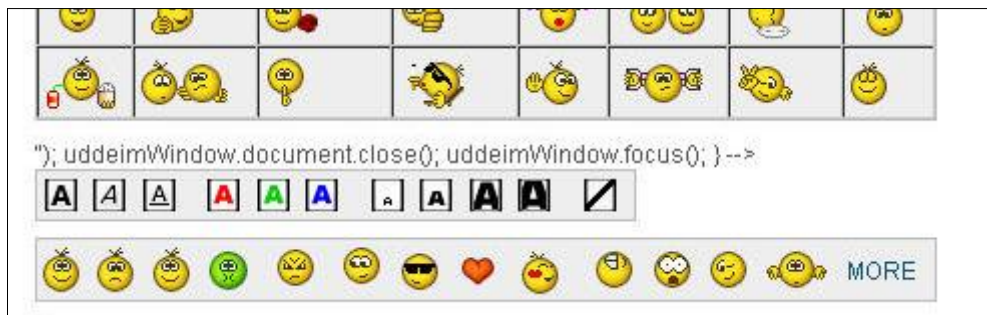 "); uddeimWindow.document.close(); uddeimWindow.focus(); } -->
A A A A A A A A A A
MORE